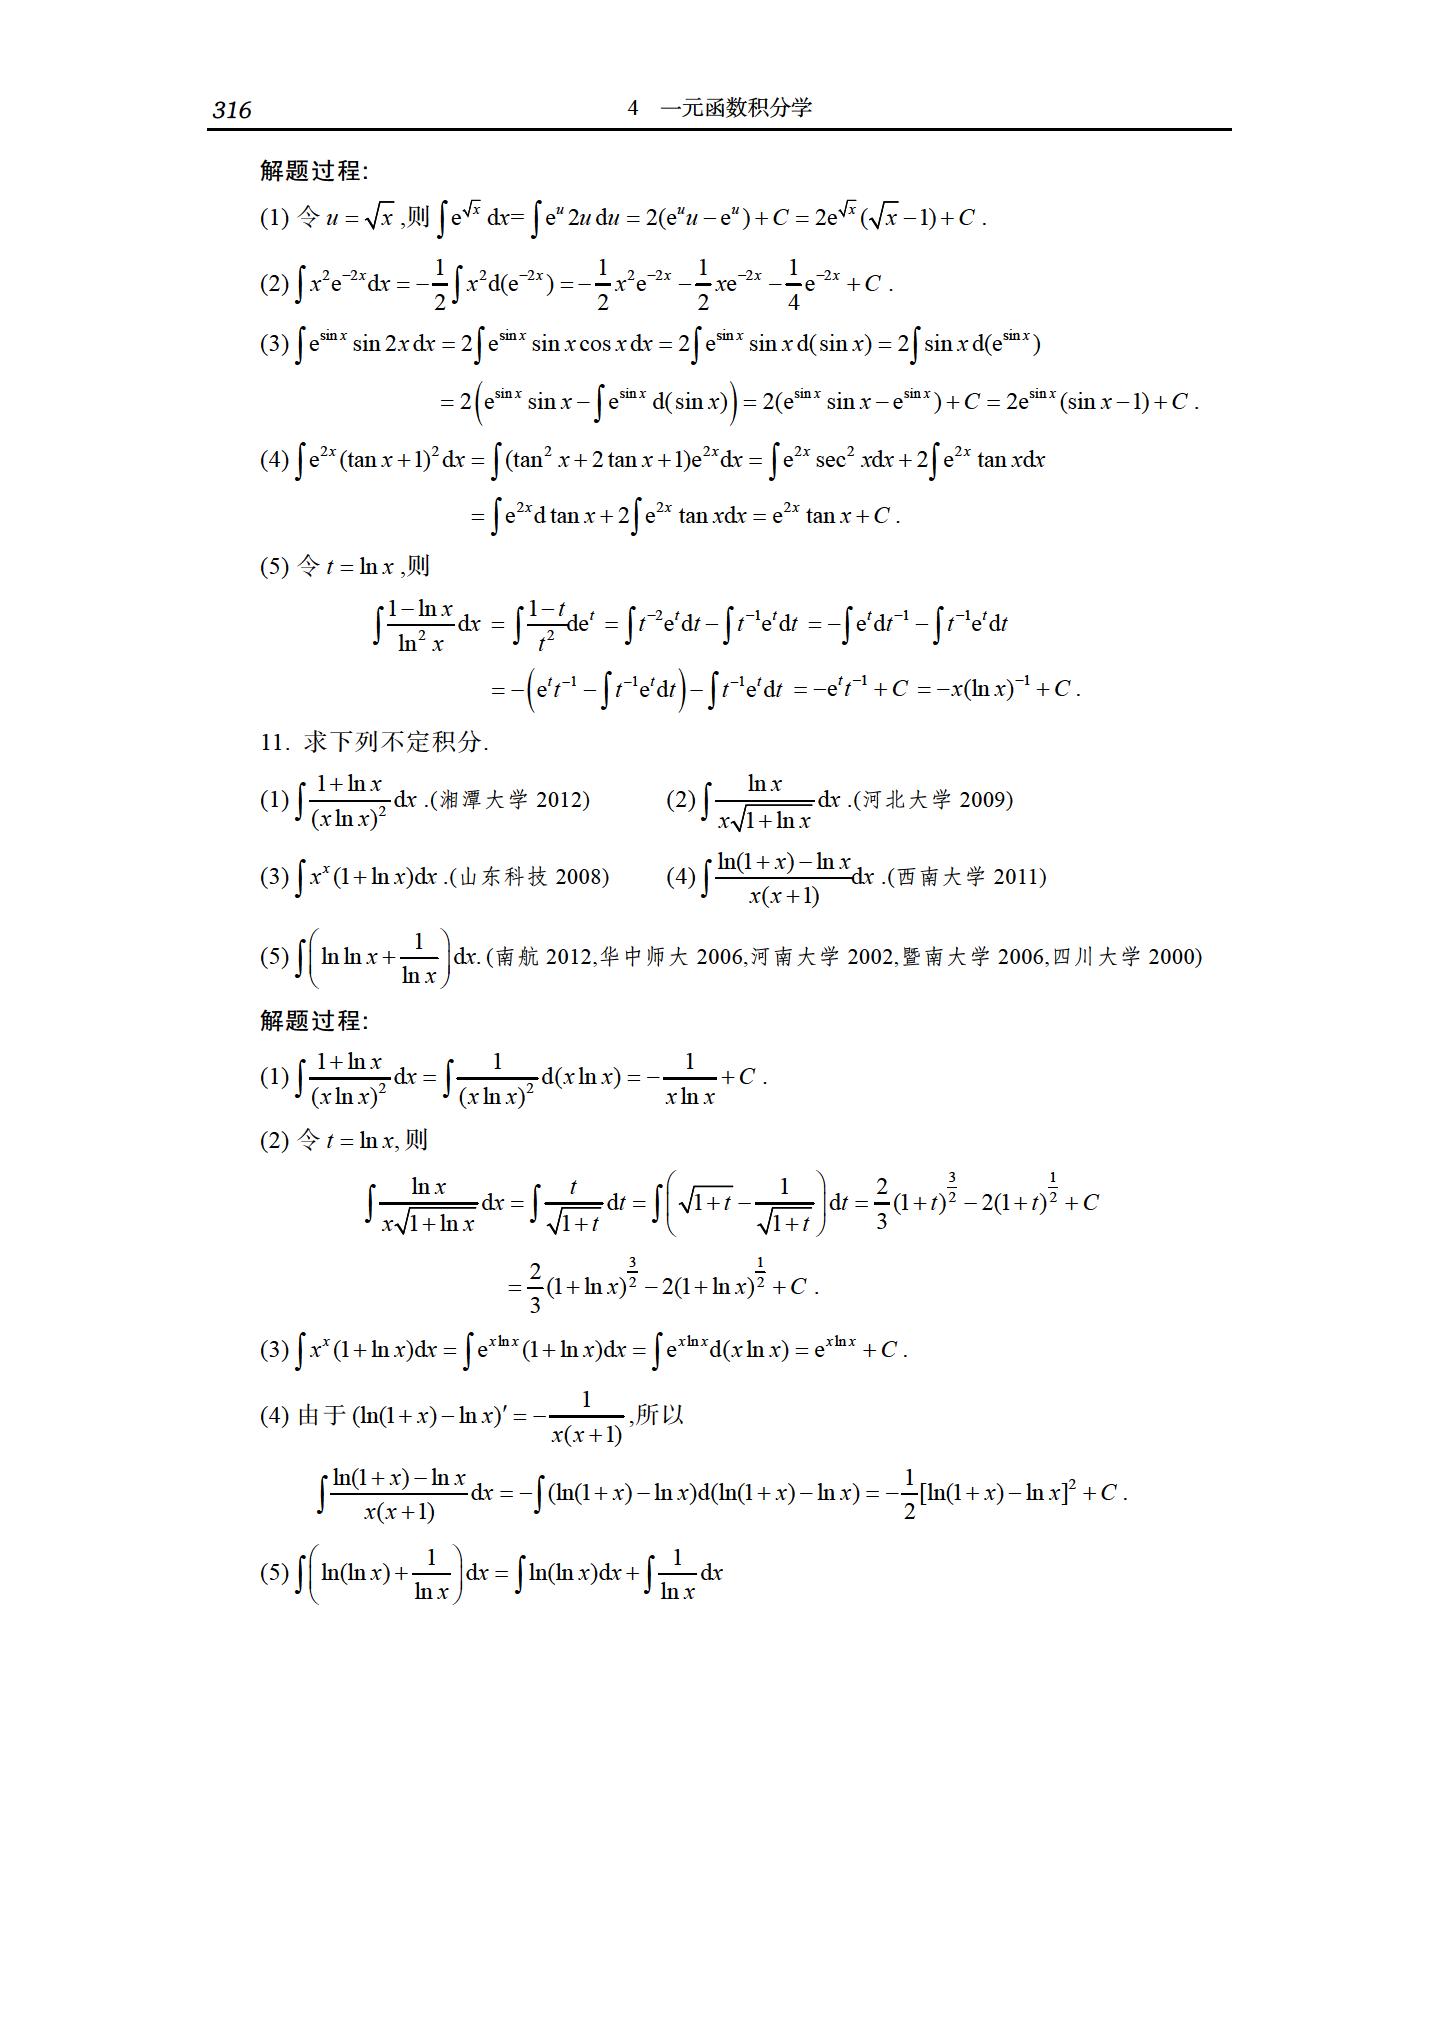 316 4 一元函数积分学
解题过程:
(1) 令 $u=\sqrt{x}$ ,则 $\int e^{\sqrt{x}}\,dx=\int e^{u}2u\,du=2(e^{u}u-e^{u})+C=2e^{\sqrt{x}}(\sqrt{x}-1)+C$ .
(2) $\int x^{2}e^{-2x}dx=-\frac{1}{2}\int x^{2}d(e^{-2x})=-\frac{1}{2}x^{2}e^{-2x}-\frac{1}{2}xe^{-2x}-\frac{1}{4}e^{-2x}+C$ .
(3) $\int e^{\sin x}\sin 2x\,dx=2\int e^{\sin x}\sin x\cos x\,dx=2\int e^{\sin x}\sin x\,d(\sin x)=2\int \sin x\,d(e^{\sin x})$
$=2\left(e^{\sin x}\sin x-\int e^{\sin x}\,d(\sin x)\right)=2(e^{\sin x}\sin x-e^{\sin x})+C=2e^{\sin x}(\sin x-1)+C$ .
(4) $\int e^{2x}(\tan x+1)^{2}dx=\int(\tan^{2}x+2\tan x+1)e^{2x}dx=\int e^{2x}\sec^{2}xdx+2\int e^{2x}\tan xdx$
$=\int e^{2x}d\tan x+2\int e^{2x}\tan xdx=e^{2x}\tan x+C$ .
(5) 令 $t=\ln x$ ,则
$\int\frac{1-\ln x}{\ln^{2}x}dx=\int\frac{1-t}{t^{2}}de^{t}=\int t^{-2}e^{t}dt-\int t^{-1}e^{t}dt=-\int e^{t}dt^{-1}-\int t^{-1}e^{t}dt$
$=-\left(e^{t}t^{-1}-\int t^{-1}e^{t}dt\right)-\int t^{-1}e^{t}dt=-e^{t}t^{-1}+C=-x(\ln x)^{-1}+C$ .
11. 求下列不定积分.
(1) $\int\frac{1+\ln x}{(x\ln x)^{2}}dx$ .(湘潭大学 2012) (2) $\int\frac{\ln x}{x\sqrt{1+\ln x}}dx$ .(河北大学 2009)
(3) $\int x^{x}(1+\ln x)dx$ .(山东科技 2008) (4) $\int\frac{\ln(1+x)-\ln x}{x(x+1)}dx$ .(西南大学 2011)
(5) $\int\left(\ln\ln x+\frac{1}{\ln x}\right)dx$. (南航 2012,华中师大 2006,河南大学 2002,暨南大学 2006,四川大学 2000)
解题过程:
(1) $\int\frac{1+\ln x}{(x\ln x)^{2}}dx=\int\frac{1}{(x\ln x)^{2}}d(x\ln x)=-\frac{1}{x\ln x}+C$ .
(2) 令 $t=\ln x$, 则
$\int\frac{\ln x}{x\sqrt{1+\ln x}}dx=\int\frac{t}{\sqrt{1+t}}dt=\int\left(\sqrt{1+t}-\frac{1}{\sqrt{1+t}}\right)dt=\frac{2}{3}(1+t)^{\frac{3}{2}}-2(1+t)^{\frac{1}{2}}+C$
$=\frac{2}{3}(1+\ln x)^{\frac{3}{2}}-2(1+\ln x)^{\frac{1}{2}}+C$ .
(3) $\int x^{x}(1+\ln x)dx=\int e^{x\ln x}(1+\ln x)dx=\int e^{x\ln x}d(x\ln x)=e^{x\ln x}+C$ .
(4) 由于 $(\ln(1+x)-\ln x)'=-\frac{1}{x(x+1)}$ ,所以
$\int\frac{\ln(1+x)-\ln x}{x(x+1)}dx=-\int(\ln(1+x)-\ln x)d(\ln(1+x)-\ln x)=-\frac{1}{2}[\ln(1+x)-\ln x]^{2}+C$ .
(5) $\int\left(\ln(\ln x)+\frac{1}{\ln x}\right)dx=\int\ln(\ln x)dx+\int\frac{1}{\ln x}dx$